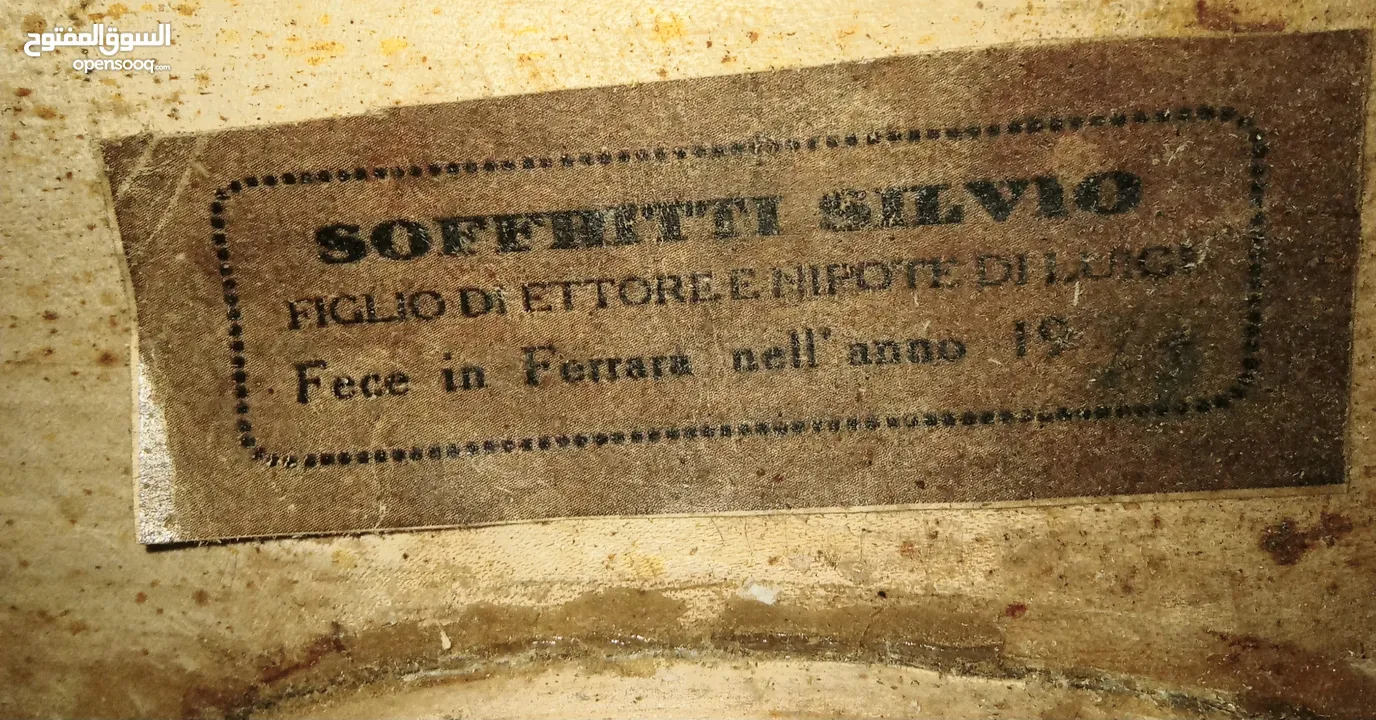 السوق المفتوح
opensooq.com
SOFFRITTI SILVIO
FIGLIO DI ETTORE E NIPOTE DI LUIGI
Fece in Ferrara nell' anno 19